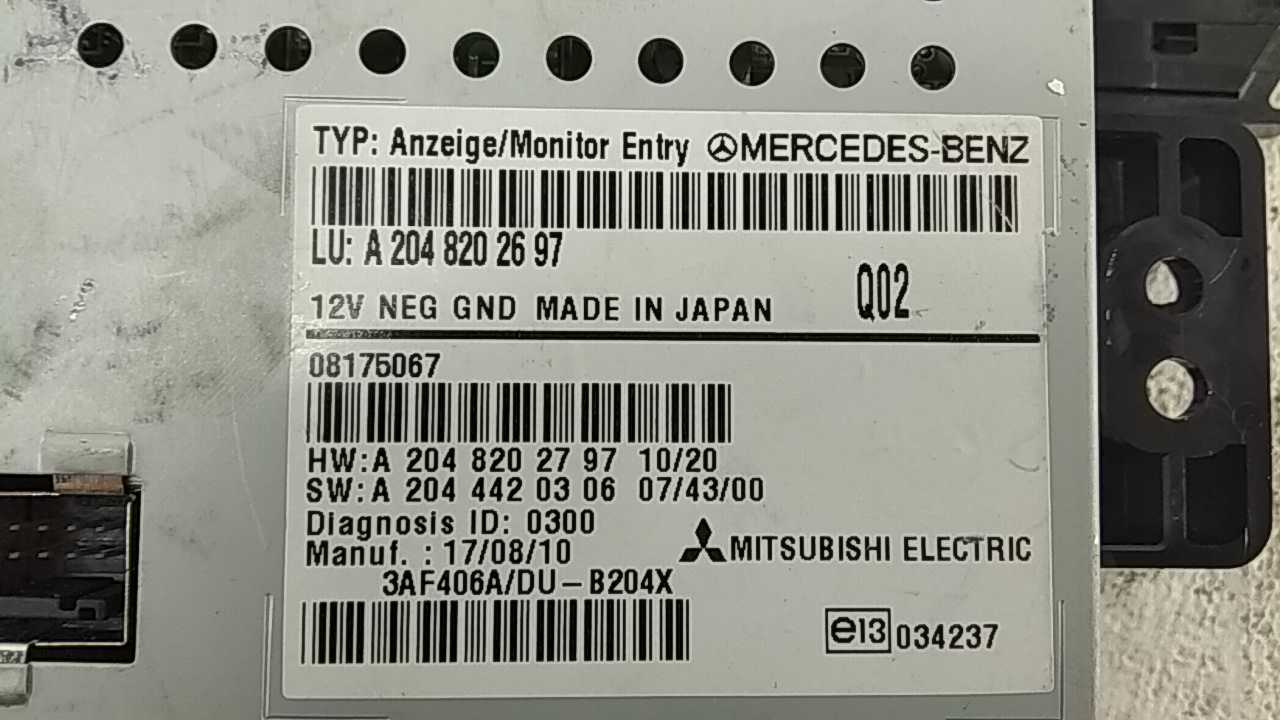 TYP: Anzeige/Monitor Entry MERCEDES-BENZ
LU: A 204 820 26 97
Q02
12V NEG GND MADE IN JAPAN
08175067
HW:A 204 820 27 97 10/20
SW:A 204 442 03 06 07/43/00
Diagnosis ID: 0300
Manuf. : 17/08/10
MITSUBISHI ELECTRIC
3AF406A/DU-B204X
e13 034237